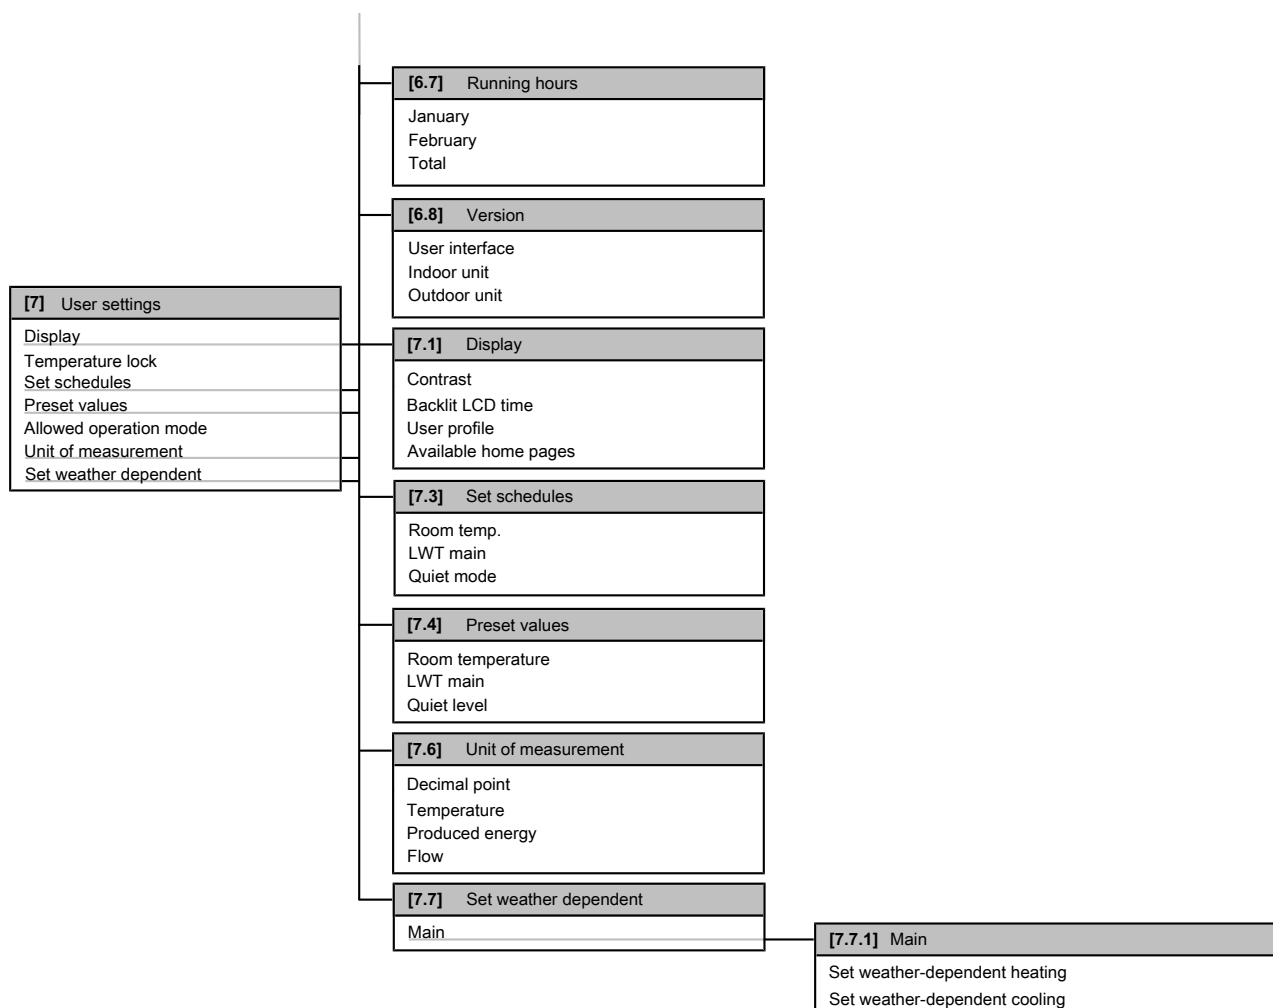 [6.7] Running hours
January
February
Total
[6.8] Version
User interface
Indoor unit
Outdoor unit
[7] User settings
Display
Temperature lock
Set schedules
Preset values
Allowed operation mode
Unit of measurement
Set weather dependent
[7.1] Display
Contrast
Backlit LCD time
User profile
Available home pages
[7.3] Set schedules
Room temp.
LWT main
Quiet mode
[7.4] Preset values
Room temperature
LWT main
Quiet level
[7.6] Unit of measurement
Decimal point
Temperature
Produced energy
Flow
[7.7] Set weather dependent
Main
[7.7.1] Main
Set weather-dependent heating
Set weather-dependent cooling